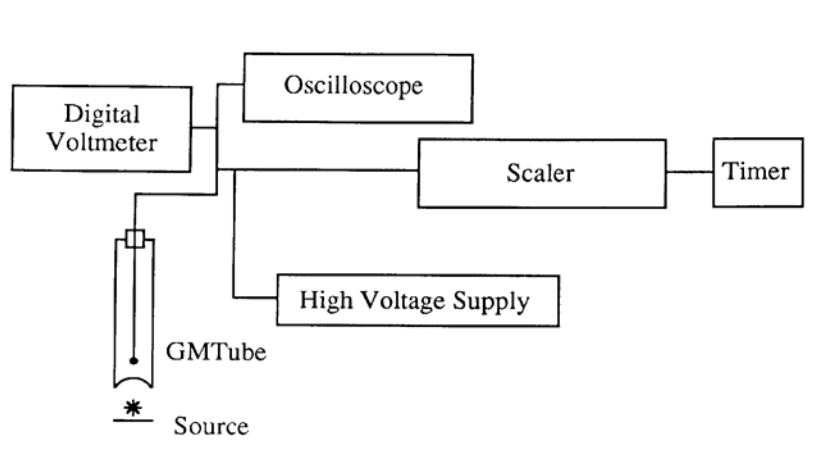 Oscilloscope
Digital
Voltmeter
Scaler
Timer
High Voltage Supply
GMTube
Source